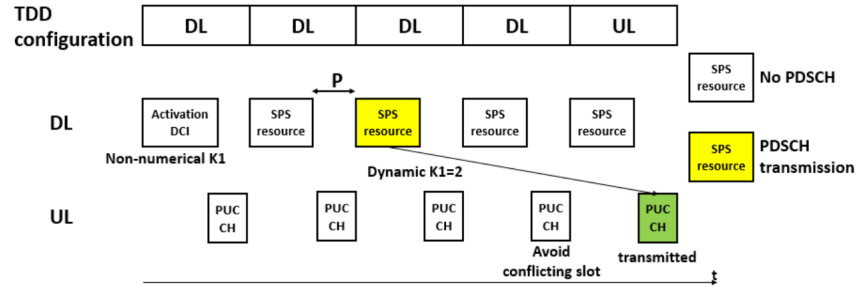 TDD
configuration
DL DL DL DL UL
P
SPS
resource
No PDSCH
DL
Activation
DCI
SPS
resource
SPS
resource
SPS
resource
SPS
resource
SPS
resource
PDSCH
transmission
Non-numerical K1
Dynamic K1=2
UL
PUC
CH
PUC
CH
PUC
CH
PUC
CH
PUC
CH
Avoid
conflicting slot
transmitted
t